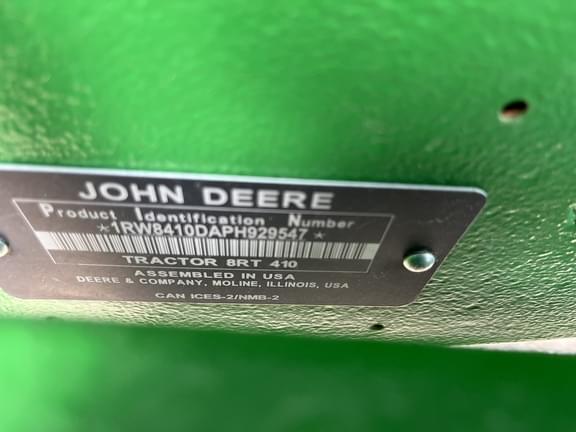 JOHN DEERE
Product Identification Number
*1RW8410DAPH929547*
TRACTOR 8RT 410
ASSEMBLED IN USA
DEERE & COMPANY, MOLINE, ILLINOIS, USA
CAN ICES-2/NMB-2